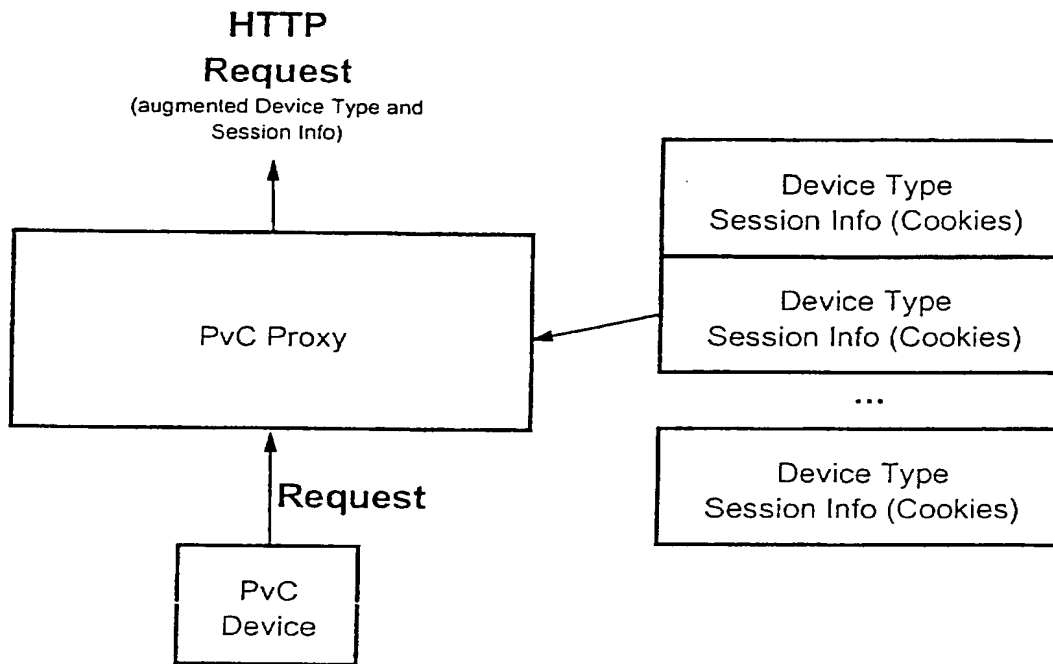 HTTP
Request
(augmented Device Type and
Session Info)
Device Type
Session Info (Cookies)
PvC Proxy
Device Type
Session Info (Cookies)
...
Request
Device Type
Session Info (Cookies)
PvC
Device